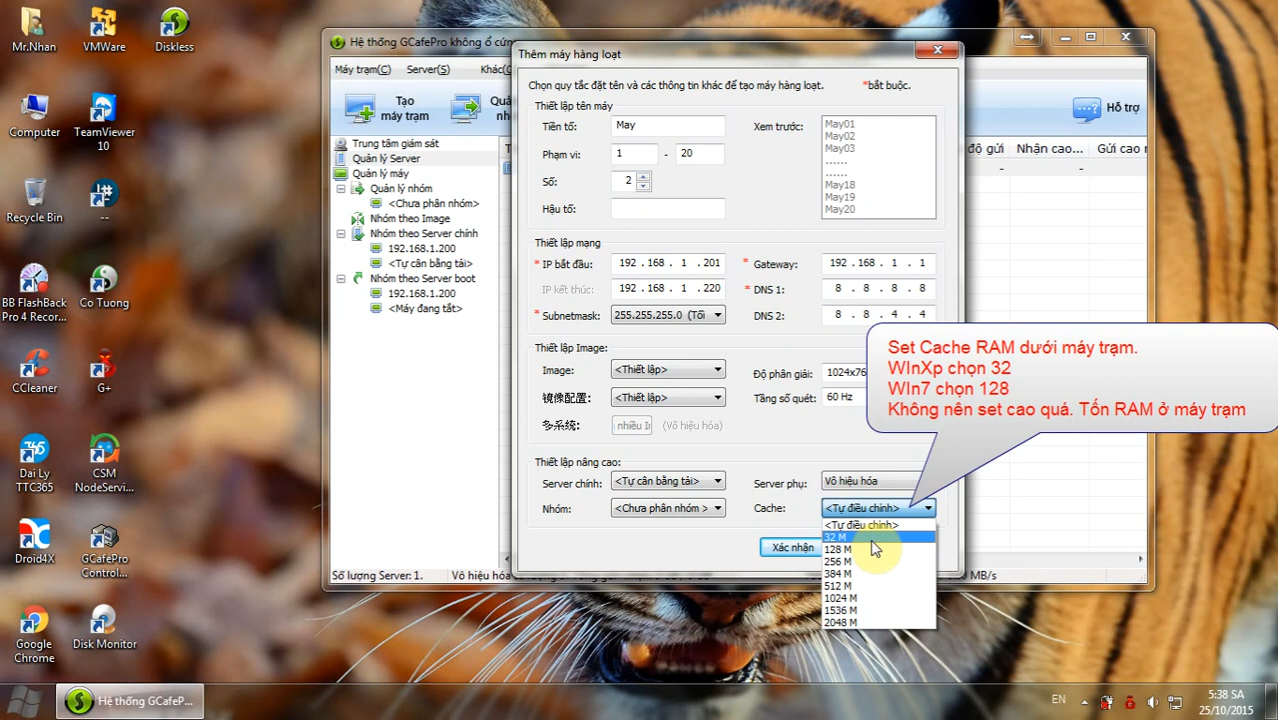 Mr.Nhan
VMWare
Diskless
Computer
TeamViewer
10
Recycle Bin
--
BB FlashBack
Pro 4 Recor...
Co Tuong
CCleaner
G+
Dai Ly
TTC365
CSM
NodeServi...
Droid4X
GCafePro
Control...
Google
Chrome
Disk Monitor
Hệ thống GCafePro không ổ cứng
Máy trạm(C)
Server(S)
Khác(
Tạo
máy trạm
Quả
Hỗ trợ
Trung tâm giám sát
Quản lý Server
Quản lý máy
Quản lý nhóm
<Chưa phân nhóm>
Nhóm theo Image
Nhóm theo Server chính
192.168.1.200
<Tự cân bằng tải>
Nhóm theo Server boot
192.168.1.200
<Máy đang tắt>
độ gửi
Nhận cao...
Gửi cao n
-
-
Thêm máy hàng loạt
Chọn quy tắc đặt tên và các thông tin khác để tạo máy hàng loạt.
*bắt buộc.
Thiết lập tên máy
Tiền tố:
May
Xem trước:
May01
May02
May03
......
......
May18
May19
May20
Phạm vi:
1
-
20
Số:
2
Hậu tố:
Thiết lập mạng
* IP bắt đầu:
192 . 168 . 1 . 201
* Gateway:
192 . 168 . 1 . 1
IP kết thúc:
192 . 168 . 1 . 220
* DNS 1:
8 . 8 . 8 . 8
* Subnetmask:
255.255.255.0 (Tối
DNS 2:
8 . 8 . 4 . 4
Thiết lập Image:
Image:
<Thiết lập>
Độ phân giải:
1024x76
镜像配置:
<Thiết lập>
Tầng số quét:
60 Hz
多系统:
nhiều I
(Vô hiệu hóa)
Thiết lập nâng cao:
Server chính:
<Tự cân bằng tải>
Server phụ:
Vô hiệu hóa
Nhóm:
<Chưa phân nhóm >
Cache:
<Tự điều chỉnh>
<Tự điều chỉnh>
32 M
128 M
256 M
384 M
512 M
1024 M
1536 M
2048 M
Xác nhận
Set Cache RAM dưới máy trạm.
WInXp chọn 32
WIn7 chọn 128
Không nên set cao quá. Tốn RAM ở máy trạm
Số lượng Server: 1.
MB/s
Hệ thống GCafeP...
EN
5:38 SA
25/10/2015